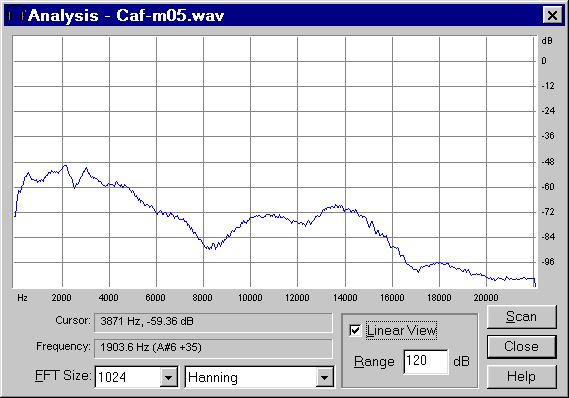 Analysis - Caf-m05.wav
dB
0
-12
-24
-36
-48
-60
-72
-84
-96
Hz 2000 4000 6000 8000 10000 12000 14000 16000 18000 20000
Cursor: 3871 Hz, -59.36 dB
Frequency: 1903.6 Hz (A#6 +35)
FFT Size: 1024 Hanning
Linear View
Range 120 dB
Scan
Close
Help